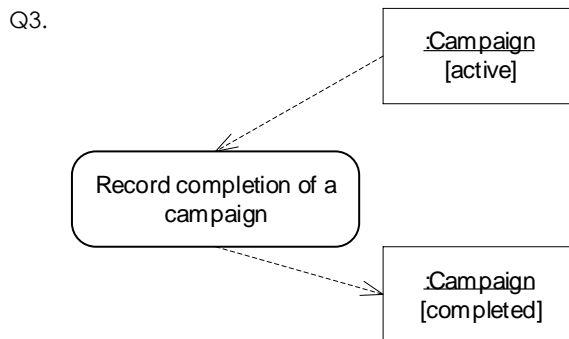 Q3.
:Campaign
[active]
Record completion of a
campaign
:Campaign
[completed]